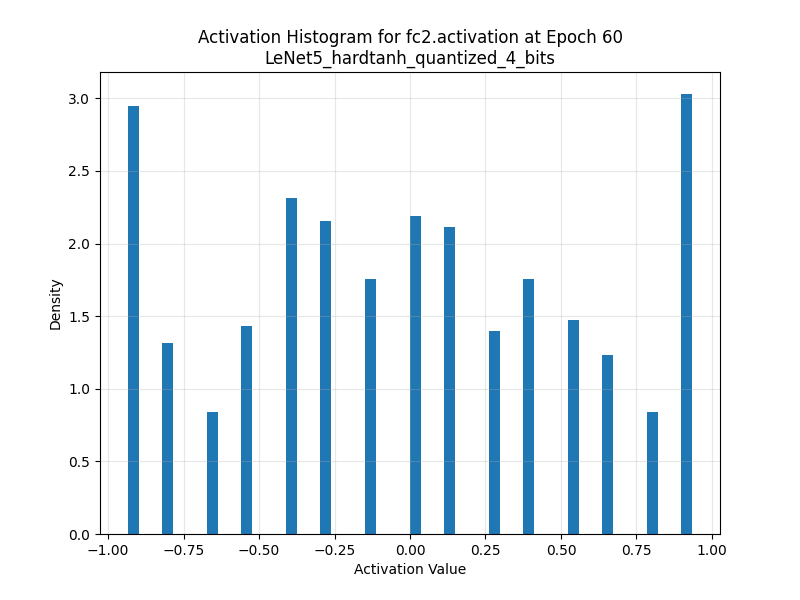 Activation Histogram for fc2.activation at Epoch 60
LeNet5_hardtanh_quantized_4_bits
3.0
2.5
2.0
1.5
1.0
0.5
0.0
Density
−1.00 −0.75 −0.50 −0.25 0.00 0.25 0.50 0.75 1.00
Activation Value